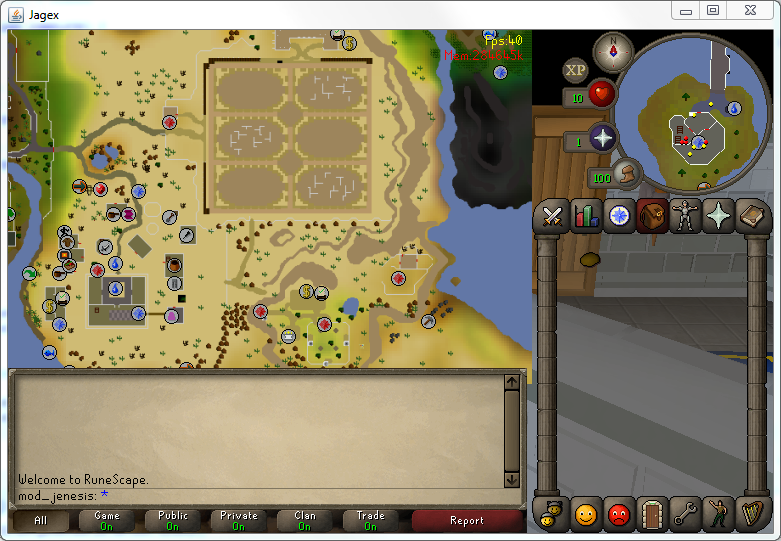 Jagex
fps:40
XP
10
1
100
Welcome to RuneScape.
mod_jenesis: *
All
Game
On
Public
On
Private
On
Clan
On
Trade
On
Report